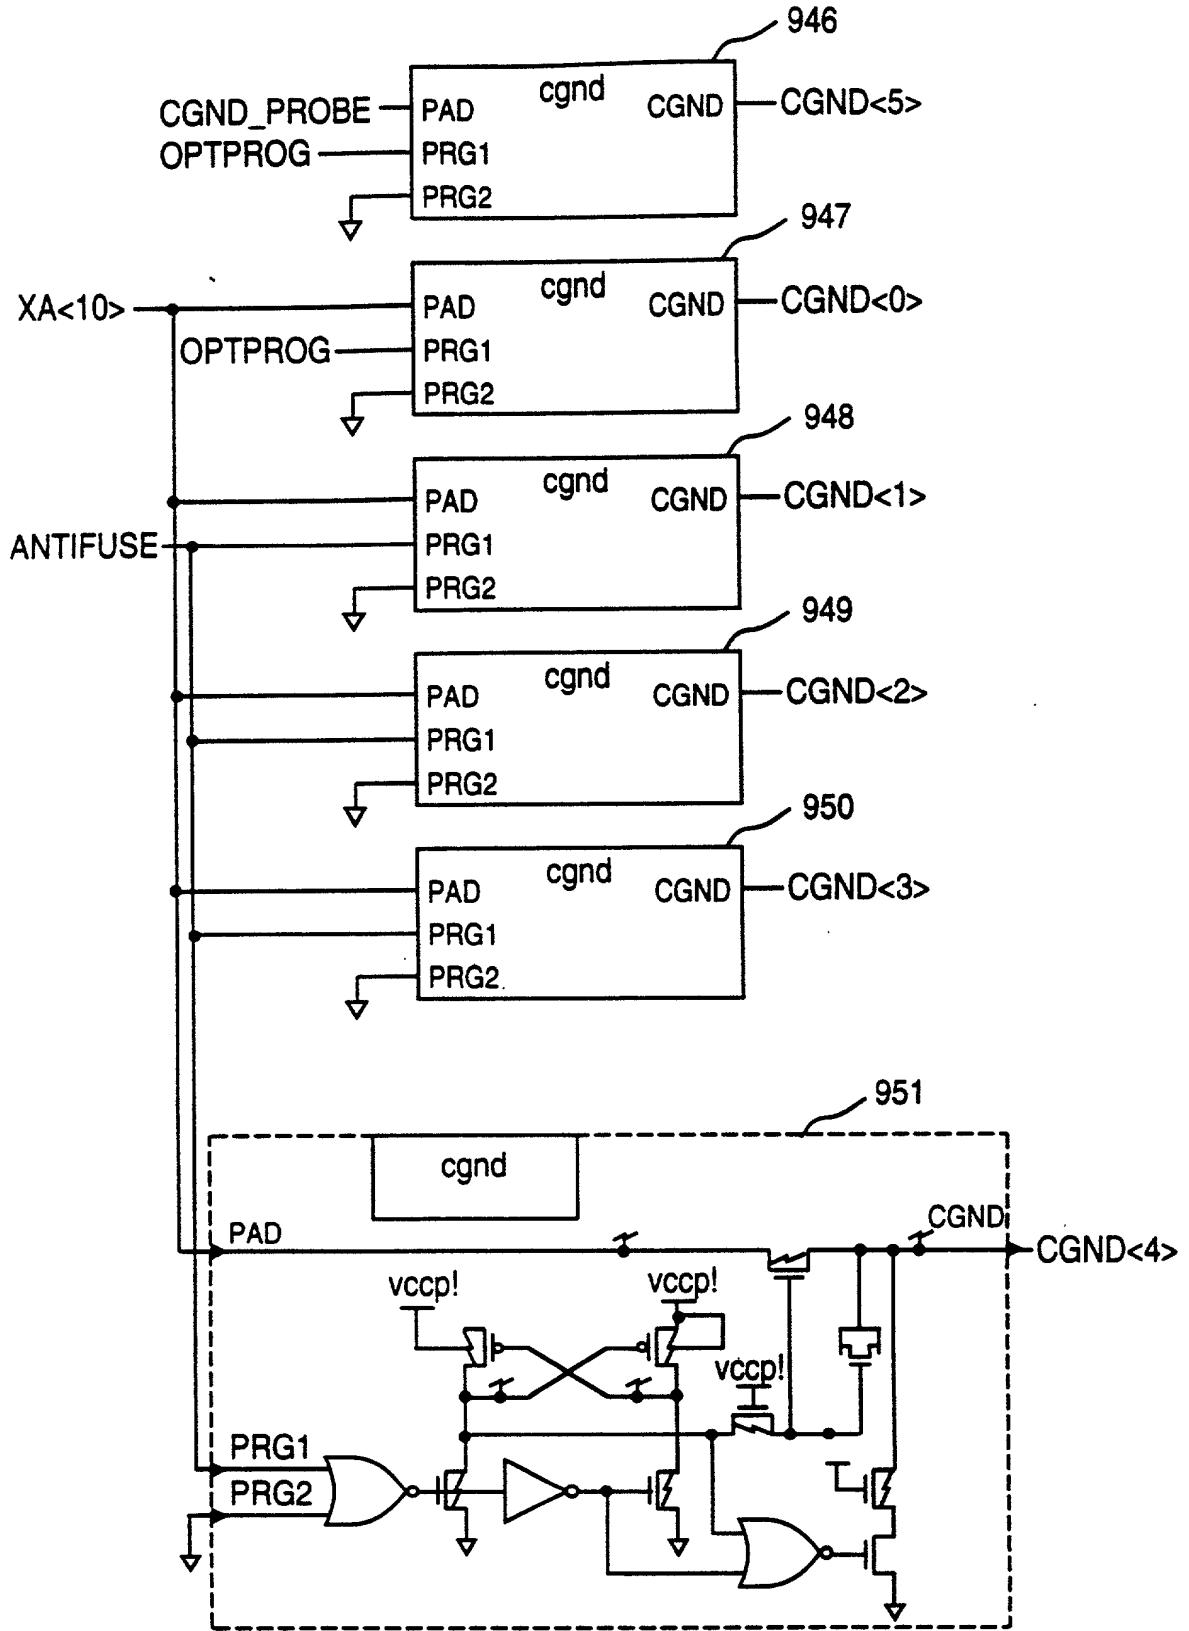 946
cgnd
CGND_PROBE PAD CGND CGND<5>
OPTPROG PRG1
PRG2
947
cgnd
XA<10> PAD CGND CGND<0>
OPTPROG PRG1
PRG2
948
cgnd
PAD CGND CGND<1>
ANTIFUSE PRG1
PRG2
949
cgnd
PAD CGND CGND<2>
PRG1
PRG2
950
cgnd
PAD CGND CGND<3>
PRG1
PRG2
951
cgnd
PAD CGND CGND<4>
vccp! vccp!
vccp!
PRG1
PRG2